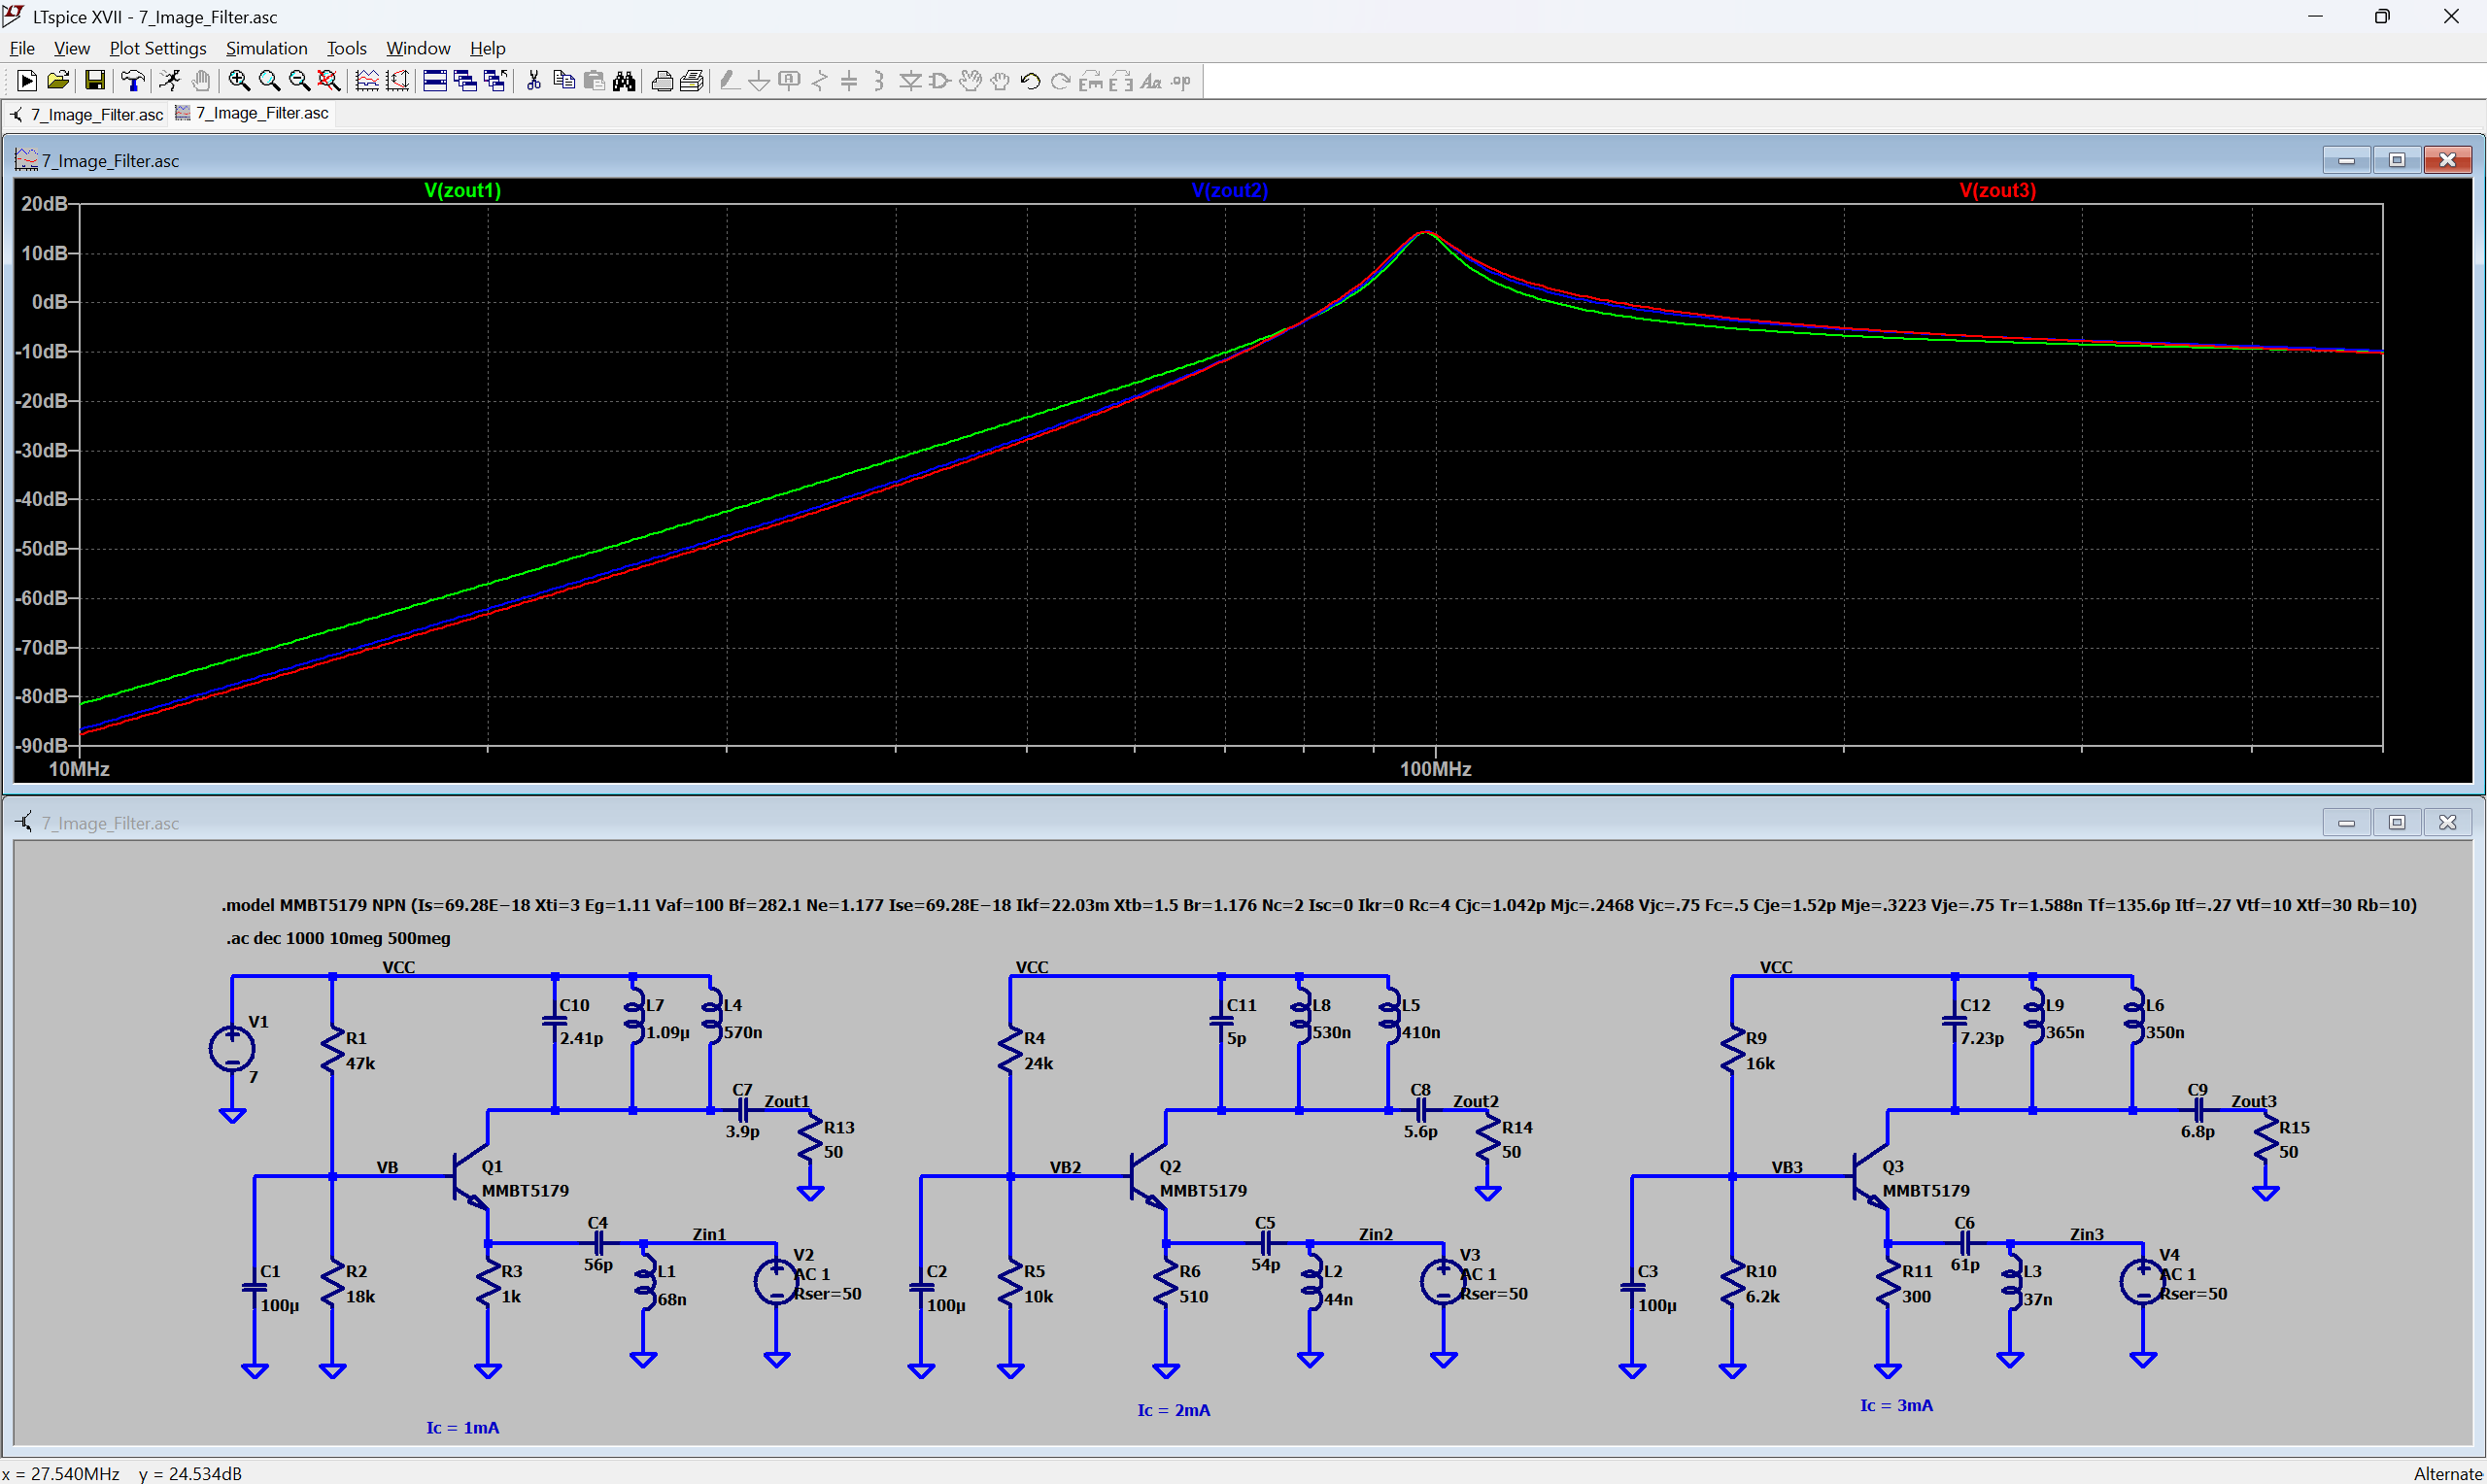 LTspice XVII - 7_Image_Filter.asc
File View Plot Settings Simulation Tools Window Help
7_Image_Filter.asc 7_Image_Filter.asc
7_Image_Filter.asc
V(zout1) V(zout2) V(zout3)
20dB
10dB
0dB
-10dB
-20dB
-30dB
-40dB
-50dB
-60dB
-70dB
-80dB
-90dB
10MHz 100MHz
7_Image_Filter.asc
.model MMBT5179 NPN (Is=69.28E-18 Xti=3 Eg=1.11 Vaf=100 Bf=282.1 Ne=1.177 Ise=69.28E-18 Ikf=22.03m Xtb=1.5 Br=1.176 Nc=2 Isc=0 Ikr=0 Rc=4 Cjc=1.042p Mjc=.2468 Vjc=.75 Fc=.5 Cje=1.52p Mje=.3223 Vje=.75 Tr=1.588n Tf=135.6p Itf=.27 Vtf=10 Xtf=30 Rb=10)
.ac dec 1000 10meg 500meg
VCC
V1
7
R1
47k
C10
2.41p
L7
1.09µ
L4
570n
C7
3.9p
Zout1
R13
50
VB
Q1
MMBT5179
C4
56p
Zin1
V2
AC 1
Rser=50
C1
100µ
R2
18k
R3
1k
L1
68n
Ic = 1mA
VCC
R4
24k
C11
5p
L8
530n
L5
410n
C8
5.6p
Zout2
R14
50
VB2
Q2
MMBT5179
C5
54p
Zin2
V3
AC 1
Rser=50
C2
100µ
R5
10k
R6
510
L2
44n
Ic = 2mA
VCC
R9
16k
C12
7.23p
L9
365n
L6
350n
C9
6.8p
Zout3
R15
50
VB3
Q3
MMBT5179
C6
61p
Zin3
V4
AC 1
Rser=50
C3
100µ
R10
6.2k
R11
300
L3
37n
Ic = 3mA
x = 27.540MHz y = 24.534dB Alternate